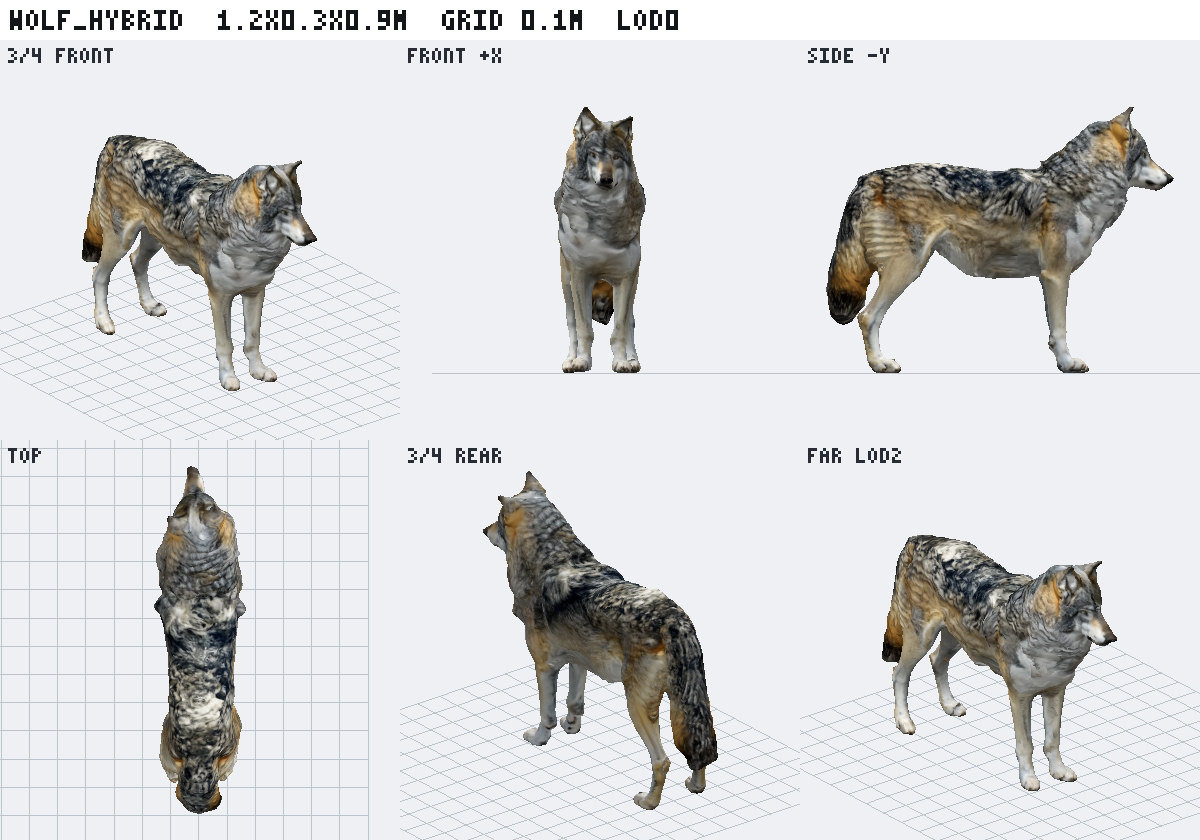 WOLF_HYBRID 1.2X0.3X0.9M GRID 0.1M LOD0
3/4 FRONT
FRONT +X
SIDE -Y
TOP
3/4 REAR
FAR LOD2